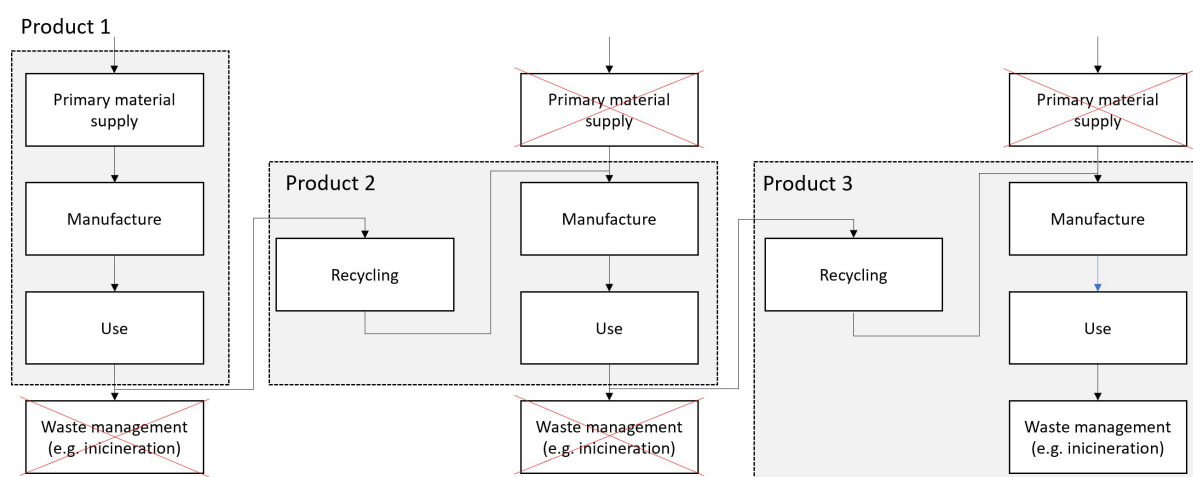 Product 1
Primary material
supply
Manufacture
Use
Waste management
(e.g. inicineration)
Product 2
Recycling
Primary material
supply
Manufacture
Use
Waste management
(e.g. inicineration)
Product 3
Recycling
Primary material
supply
Manufacture
Use
Waste management
(e.g. inicineration)